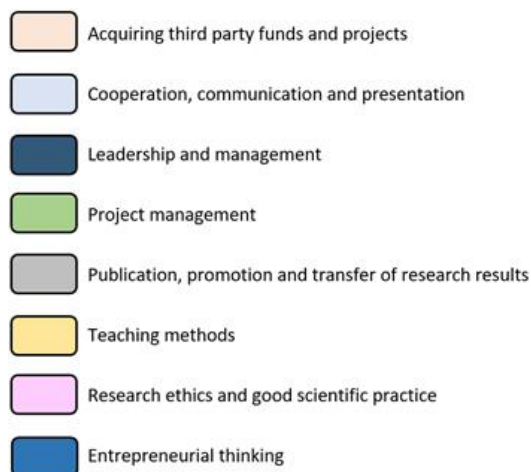 Acquiring third party funds and projects
Cooperation, communication and presentation
Leadership and management
Project management
Publication, promotion and transfer of research results
Teaching methods
Research ethics and good scientific practice
Entrepreneurial thinking